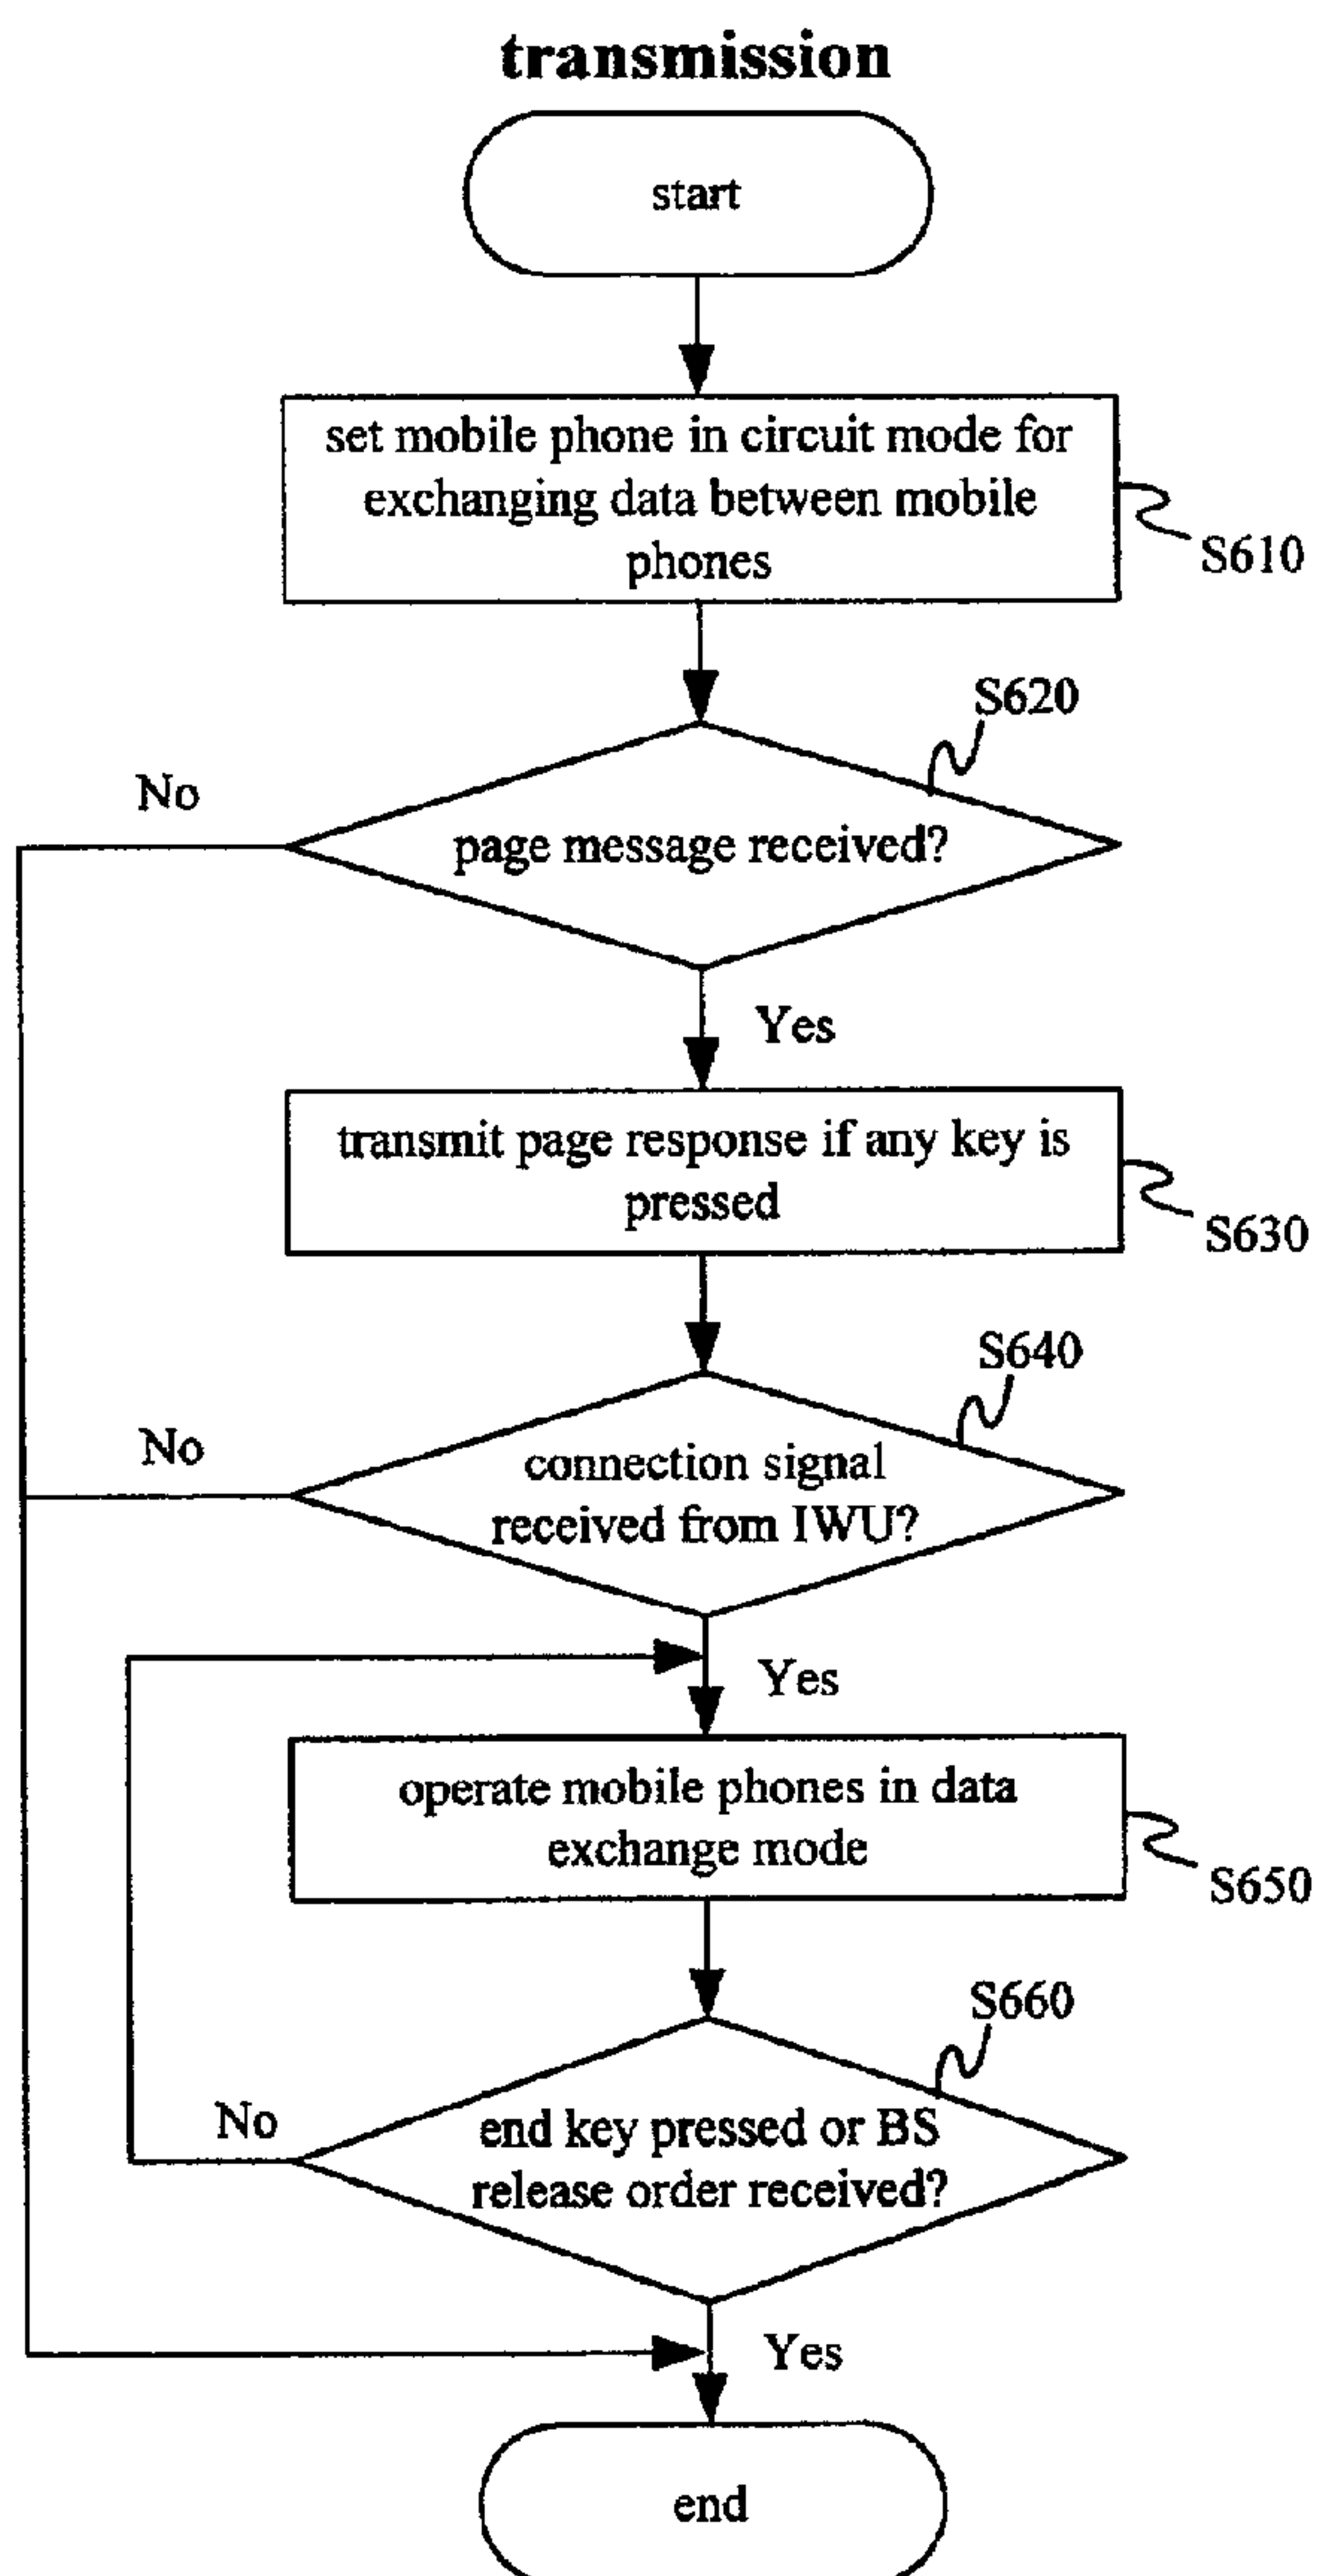 transmission
start
set mobile phone in circuit mode for
exchanging data between mobile
phones
S610
S620
No
page message received?
Yes
transmit page response if any key is
pressed
S630
S640
No
connection signal
received from IWU?
Yes
operate mobile phones in data
exchange mode
S650
S660
No
end key pressed or BS
release order received?
Yes
end